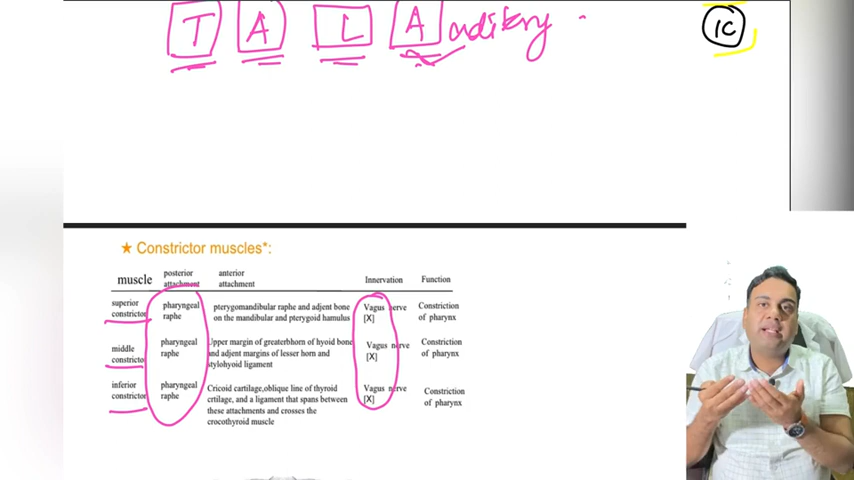 T A L A uditory
IC
★ Constrictor muscles*:
muscle posterior attachment anterior attachment Innervation Function
superior constrictor pharyngeal raphe pterygomandibular raphe and adjent bone on the mandibular and pterygoid hamulus Vagus nerve [X] Constriction of pharynx
middle constricto pharyngeal raphe Upper margin of greaterbhorn of hyoid bone and adjent margins of lesser horn and stylohyoid ligament Vagus nerve [X] Constriction of pharynx
inferior constrictor pharyngeal raphe Cricoid cartilage,oblique line of thyroid crtilage, and a ligament that spans between these attachments and crosses the crocothyroid muscle Vagus nerve [X] Constriction of pharynx